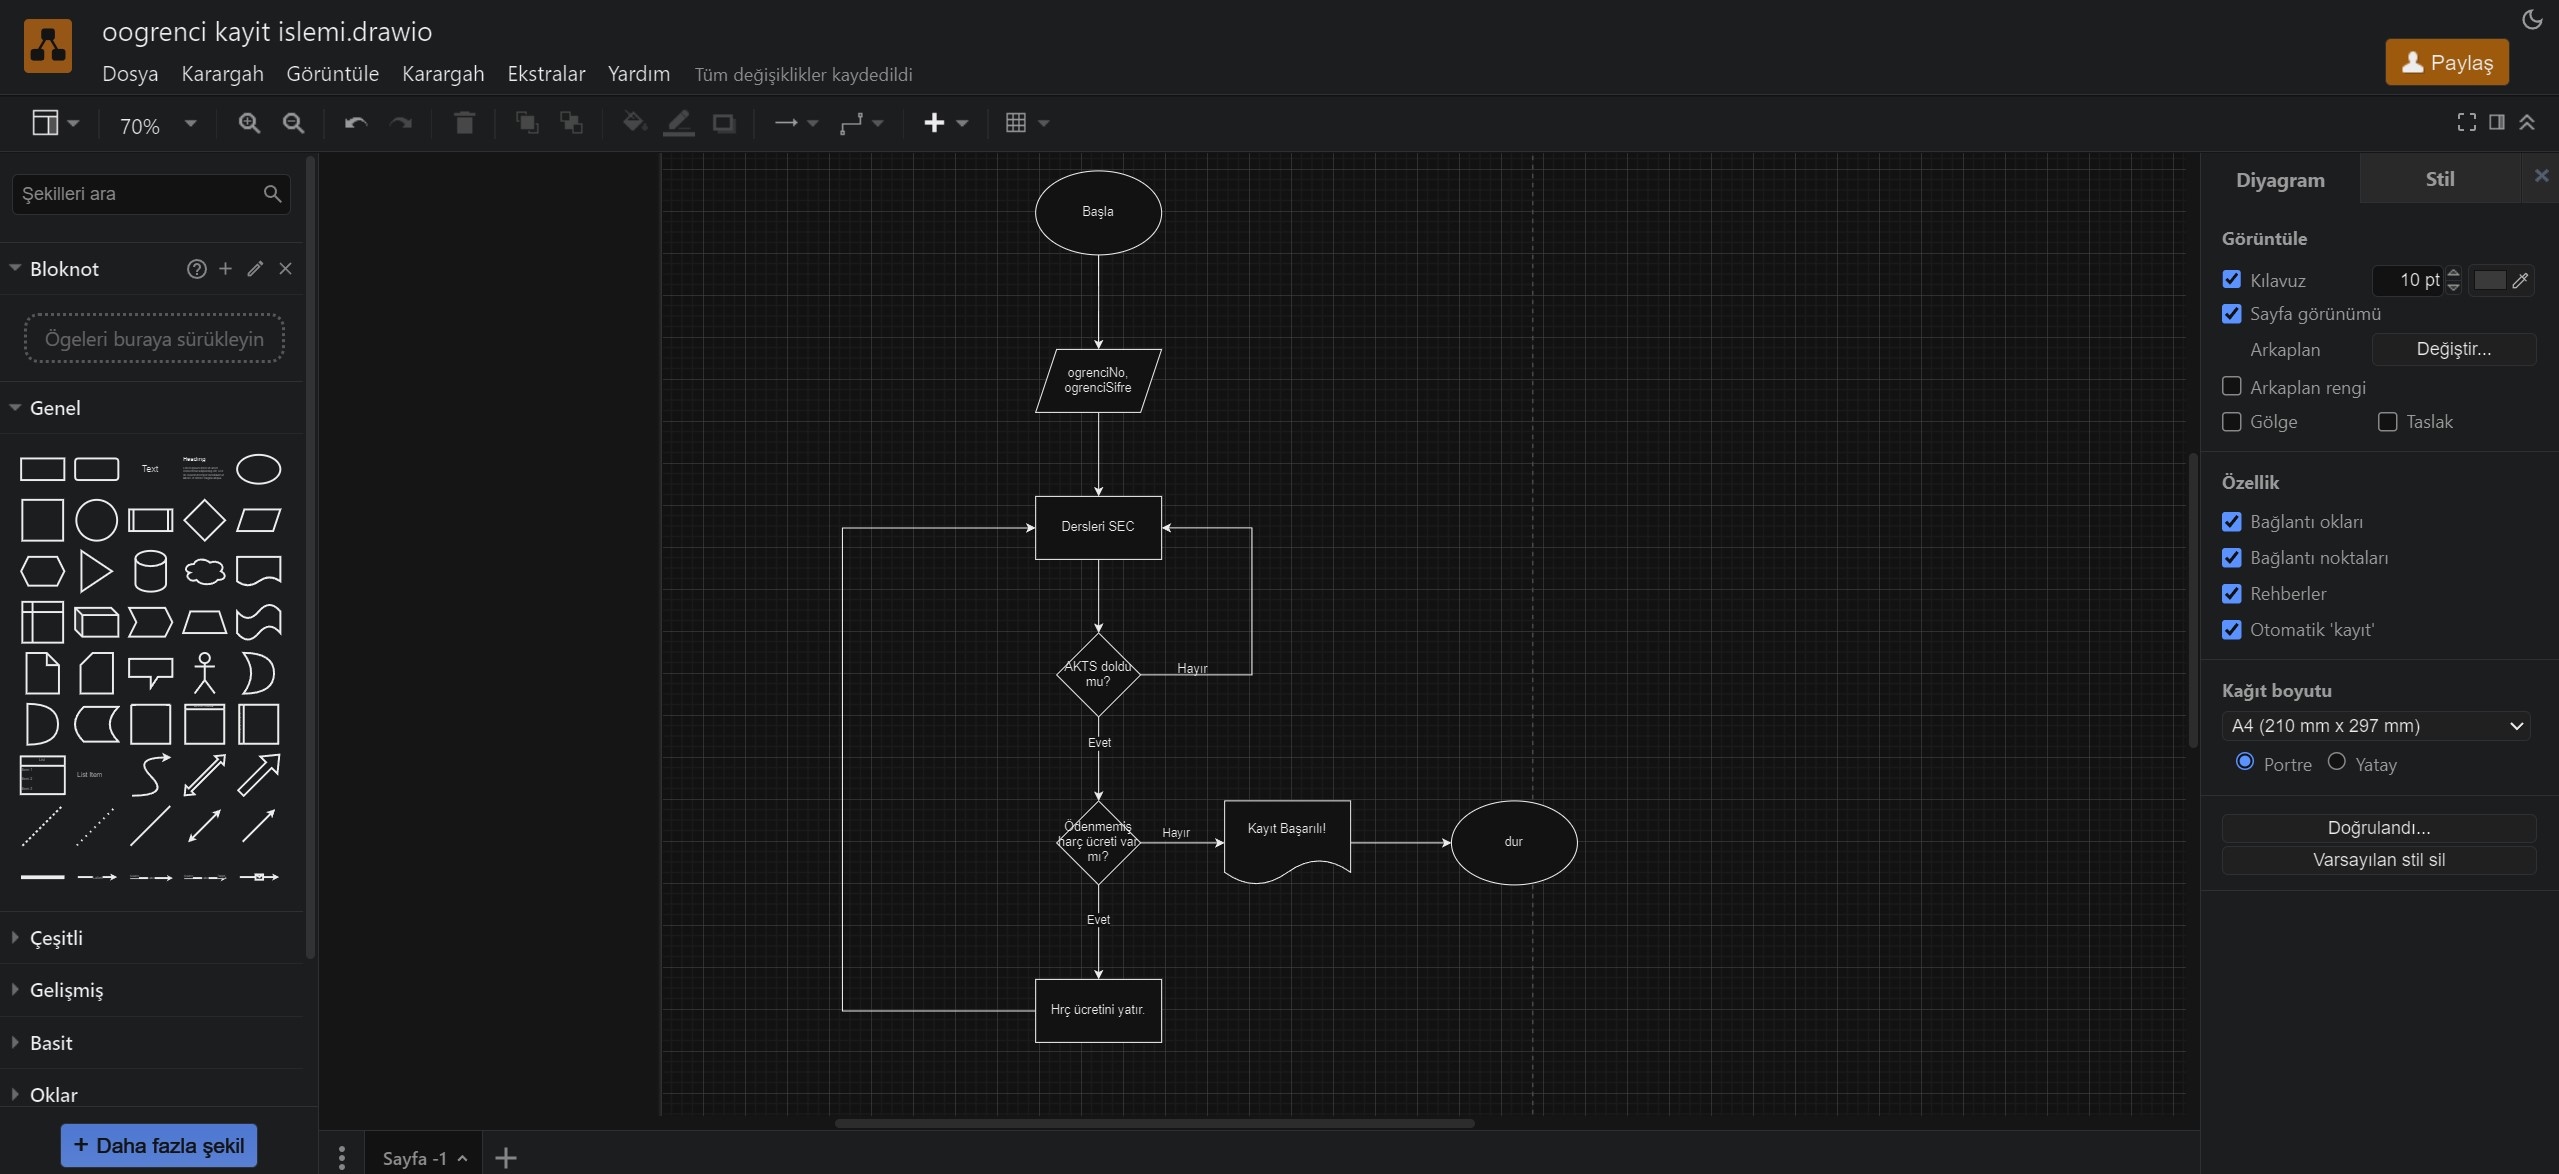 oogrenci kayit islemi.drawio
Dosya Karargah Görüntüle Karargah Ekstralar Yardım Tüm değişiklikler kaydedildi
Paylaş
70%
Şekilleri ara
Bloknot
Ögeleri buraya sürükleyin
Genel
Text
Heading
List Item
Çeşitli
Gelişmiş
Basit
Oklar
+ Daha fazla şekil
Başla
ogrenciNo,
ogrenciSifre
Dersleri SEC
AKTS doldu
mu?
Hayır
Evet
Ödenmemiş
harç ücreti var
mı?
Hayır
Kayıt Başarılı!
dur
Evet
Hrç ücretini yatır.
Sayfa -1
Diyagram
Stil
Görüntüle
Kılavuz
10 pt
Sayfa görünümü
Arkaplan
Değiştir...
Arkaplan rengi
Gölge
Taslak
Özellik
Bağlantı okları
Bağlantı noktaları
Rehberler
Otomatik 'kayıt'
Kağıt boyutu
A4 (210 mm x 297 mm)
Portre
Yatay
Doğrulandı...
Varsayılan stil sil